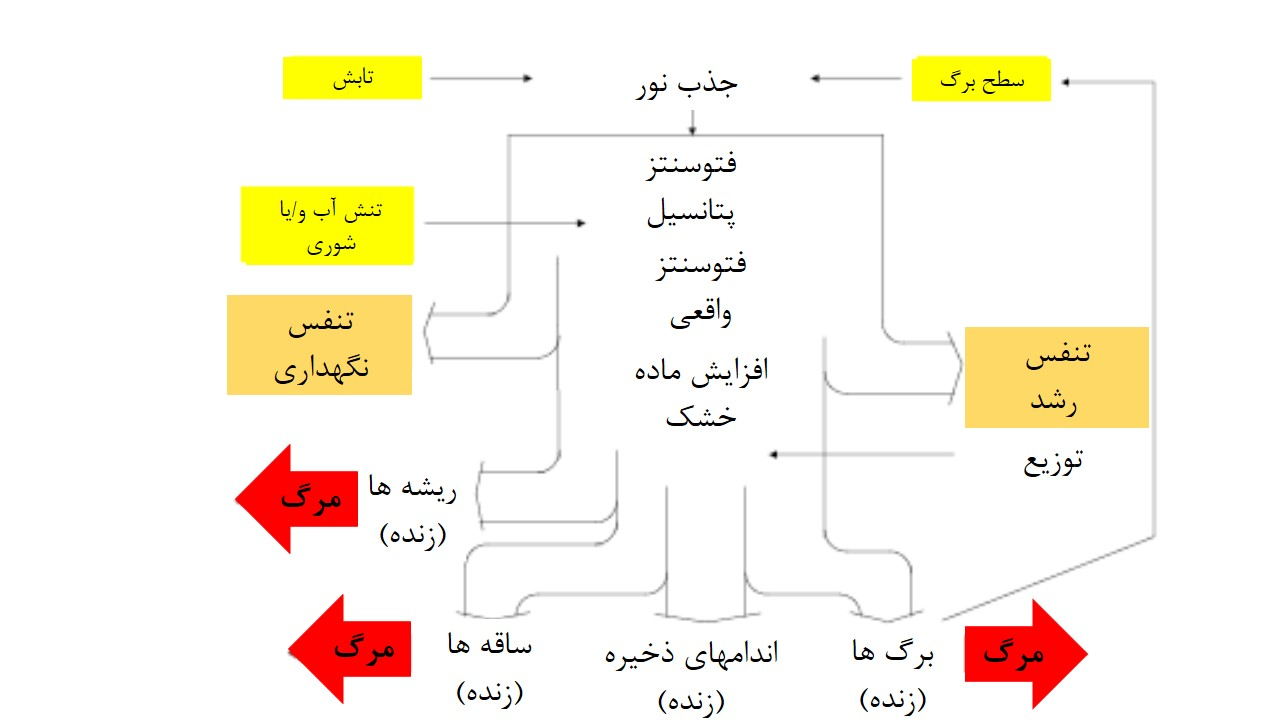 تابش
جذب نور
سطح برگ
فتوسنتز
پتانسیل
تنش آب و/یا
شوری
فتوسنتز
واقعی
تنفس
نگهداری
تنفس
رشد
افزایش ماده
خشک
توزیع
مرگ
ریشه ها
(زنده)
مرگ
ساقه ها
(زنده)
اندامهای ذخیره
(زنده)
برگ ها
(زنده)
مرگ